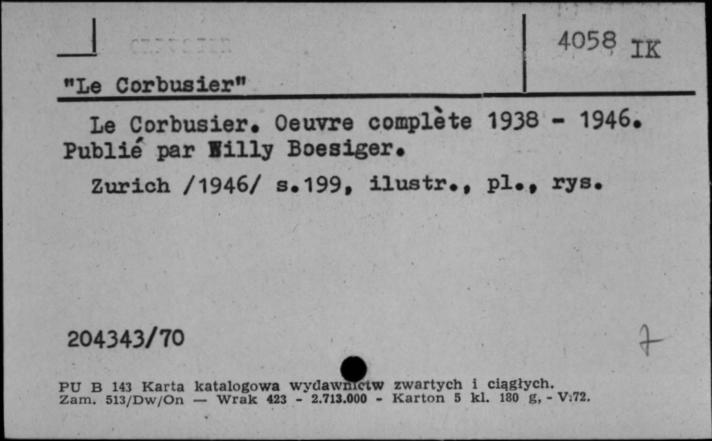 4058 IK
"Le Corbusier"
Le Corbusier. Oeuvre complète 1938 - 1946.
Publié par Willy Boesiger.
Zurich /1946/ s.199, ilustr., pl., rys.
204343/70
7
PU B 143 Karta katalogowa wydawnictw zwartych i ciągłych.
Zam. 513/Dw/On — Wrak 423 - 2.713.000 - Karton 5 kl. 180 g, - V.72.